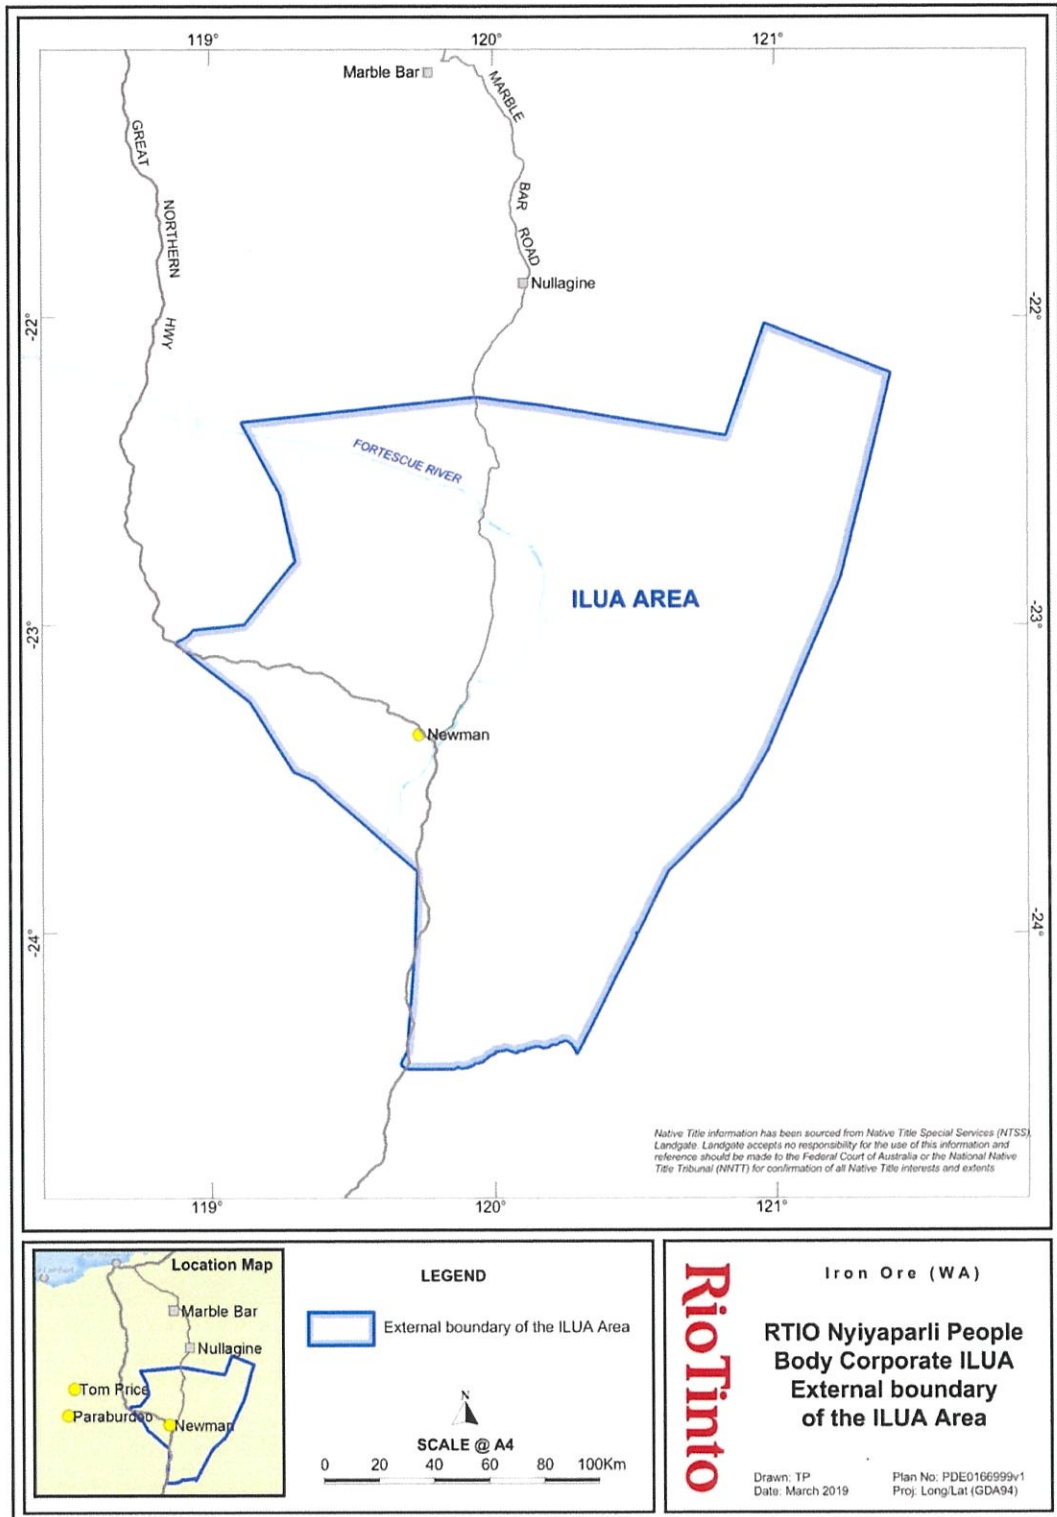 119°
120°
121°
Marble Bar
MARBLE
BAR
ROAD
GREAT
NORTHERN
HWY
Nullagine
-22°
-22°
FORTESCUE RIVER
ILUA AREA
-23°
-23°
Newman
-24°
-24°
Native Title information has been sourced from Native Title Special Services (NTSS).
Landgate. Landgate accepts no responsibility for the use of this information and
reference should be made to the Federal Court of Australia or the National Native
Title Tribunal (NNTT) for confirmation of all Native Title interests and extents
119°
120°
121°
Location Map
Marble Bar
Nullagine
Tom Price
Paraburdoo
Newman
LEGEND
External boundary of the ILUA Area
N
SCALE @ A4
0 20 40 60 80 100Km
RioTinto
Iron Ore (WA)
RTIO Nyiyaparli People
Body Corporate ILUA
External boundary
of the ILUA Area
Drawn: TP
Date: March 2019
Plan No: PDE0166999v1
Proj: Long/Lat (GDA94)